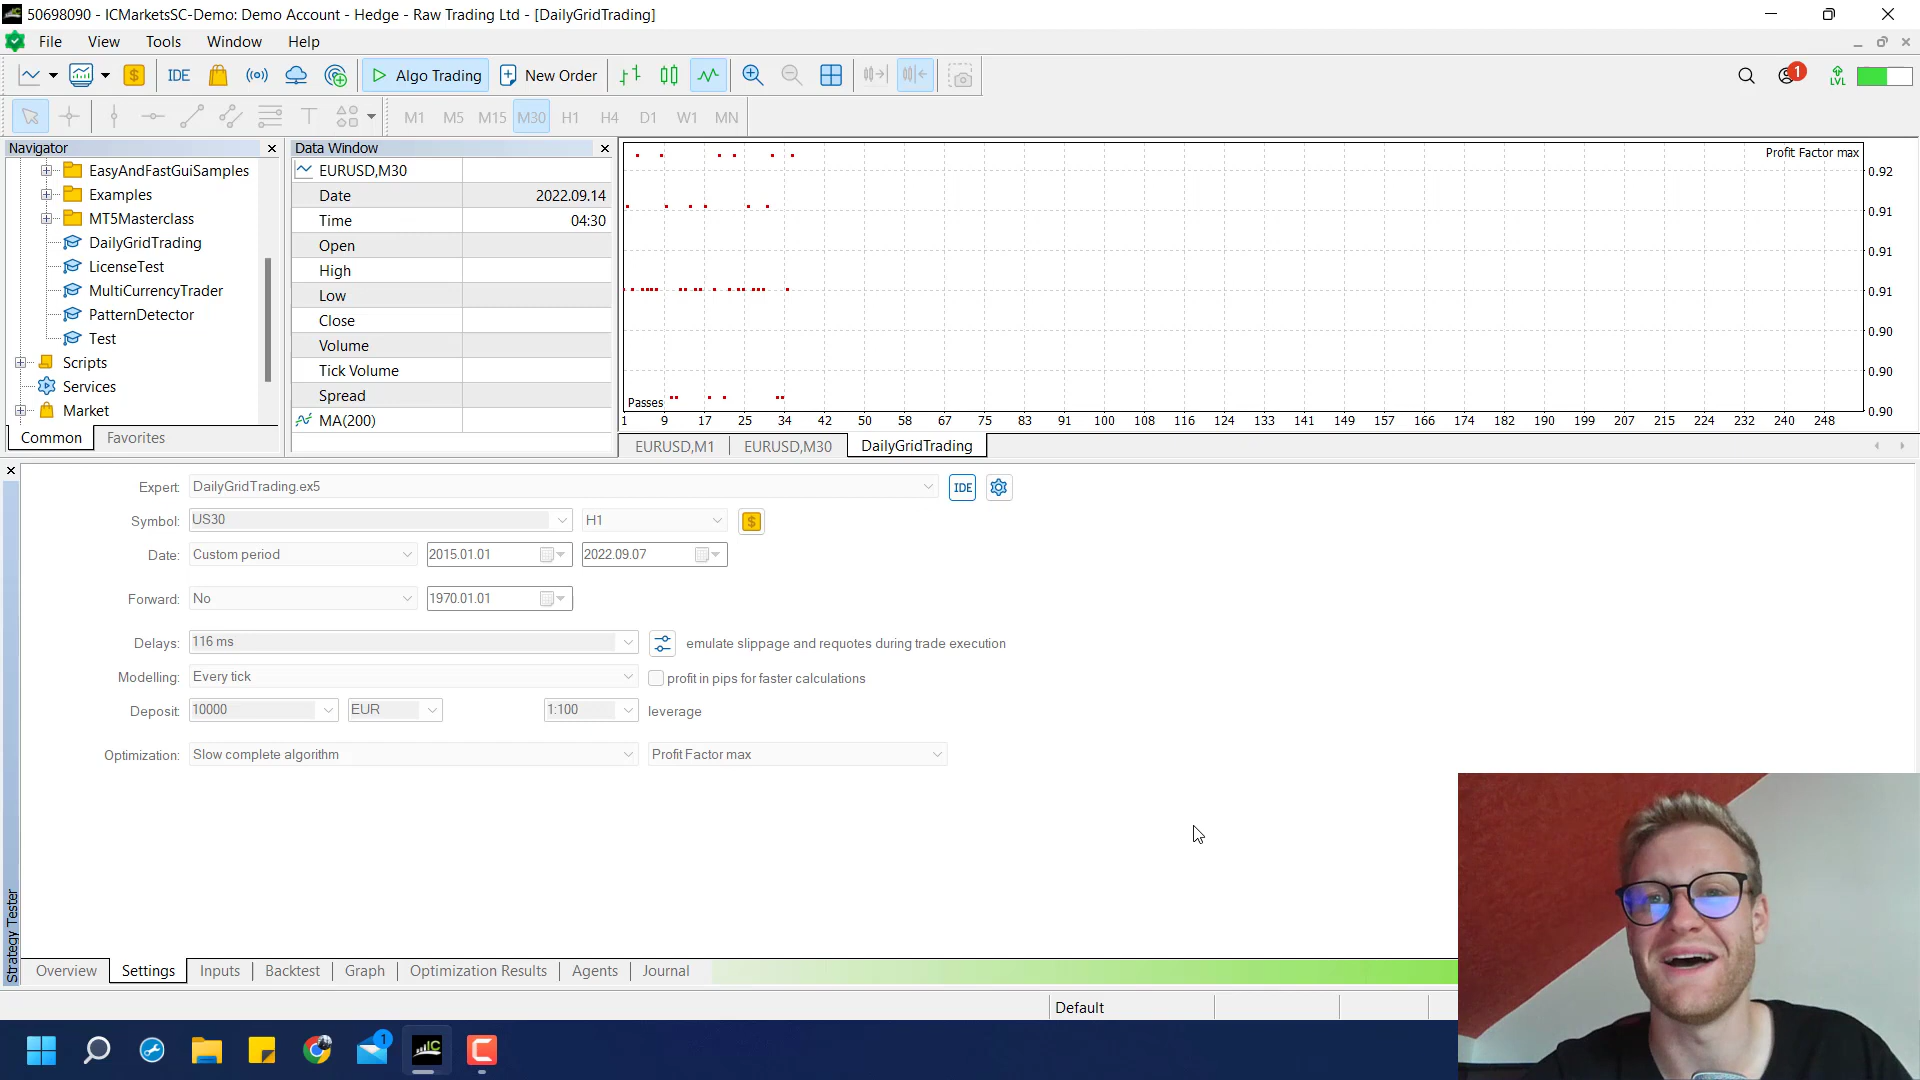 50698090 - ICMarketsSC-Demo: Demo Account - Hedge - Raw Trading Ltd - [DailyGridTrading]
File View Tools Window Help
IDE Algo Trading New Order 1 LVL
M1 M5 M15 M30 H1 H4 D1 W1 MN
Navigator
EasyAndFastGuiSamples
Examples
MT5Masterclass
DailyGridTrading
LicenseTest
MultiCurrencyTrader
PatternDetector
Test
Scripts
Services
Market
Common Favorites
Data Window
EURUSD,M30
Date 2022.09.14
Time 04:30
Open
High
Low
Close
Volume
Tick Volume
Spread
MA(200)
Profit Factor max
0.92
0.91
0.91
0.91
0.90
0.90
0.90
Passes
1 9 17 25 34 42 50 58 67 75 83 91 100 108 116 124 133 141 149 157 166 174 182 190 199 207 215 224 232 240 248
EURUSD,M1 EURUSD,M30 DailyGridTrading
Expert: DailyGridTrading.ex5 IDE
Symbol: US30 H1
Date: Custom period 2015.01.01 2022.09.07
Forward: No 1970.01.01
Delays: 116 ms emulate slippage and requotes during trade execution
Modelling: Every tick profit in pips for faster calculations
Deposit: 10000 EUR 1:100 leverage
Optimization: Slow complete algorithm Profit Factor max
Strategy Tester
Overview Settings Inputs Backtest Graph Optimization Results Agents Journal
Default
1
IC